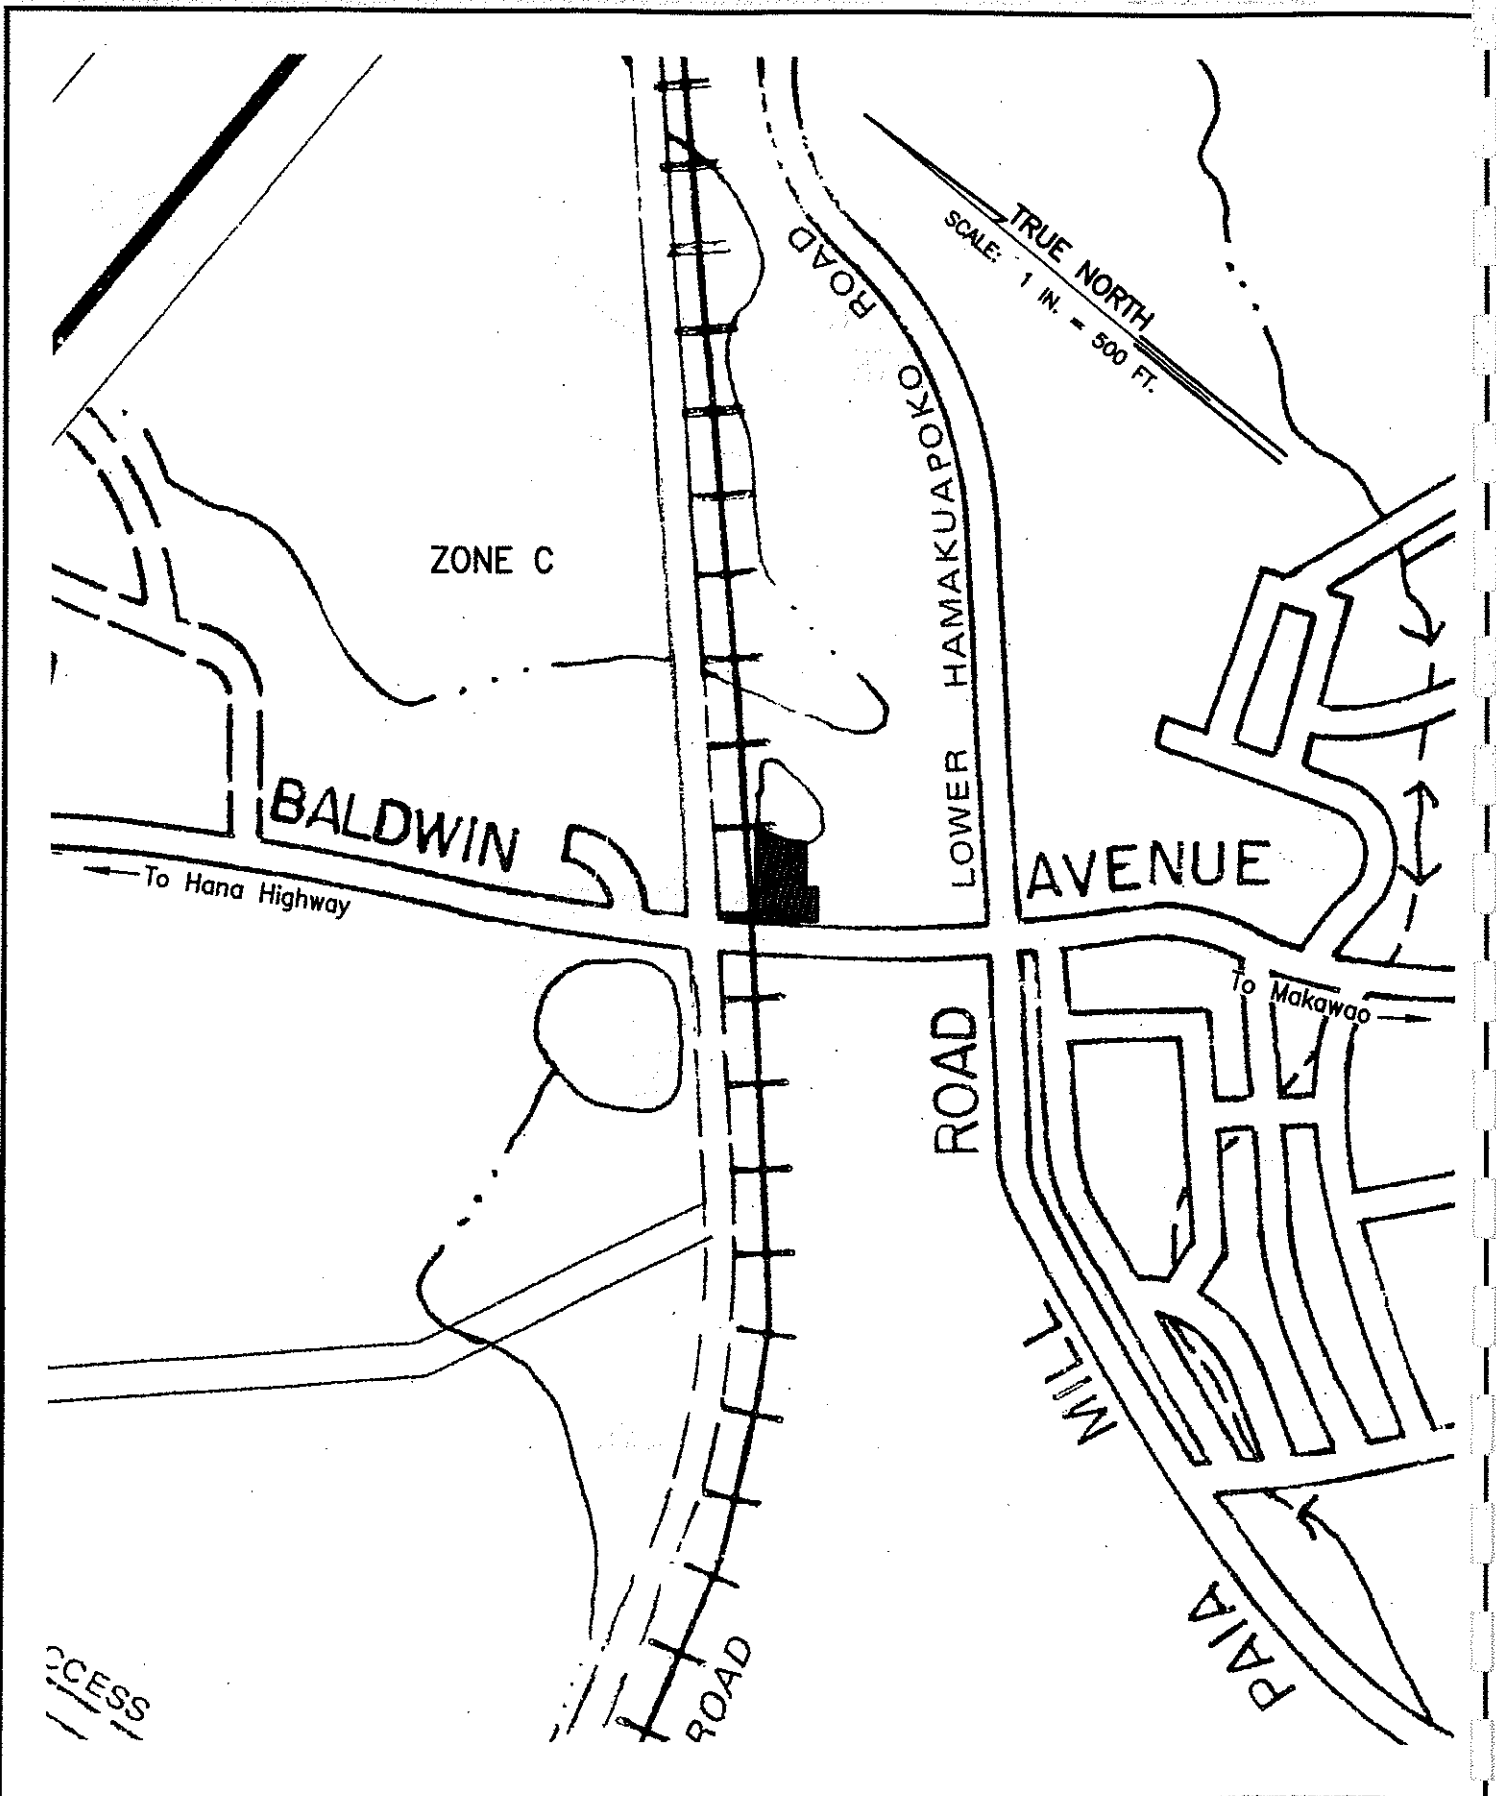 TRUE NORTH
SCALE: 1 IN. = 500 FT.
LOWER HAMAKUAPOKO ROAD
ZONE C
BALDWIN AVENUE
To Hana Highway
To Makawao
PAIA MILL ROAD
CCESS
ROAD